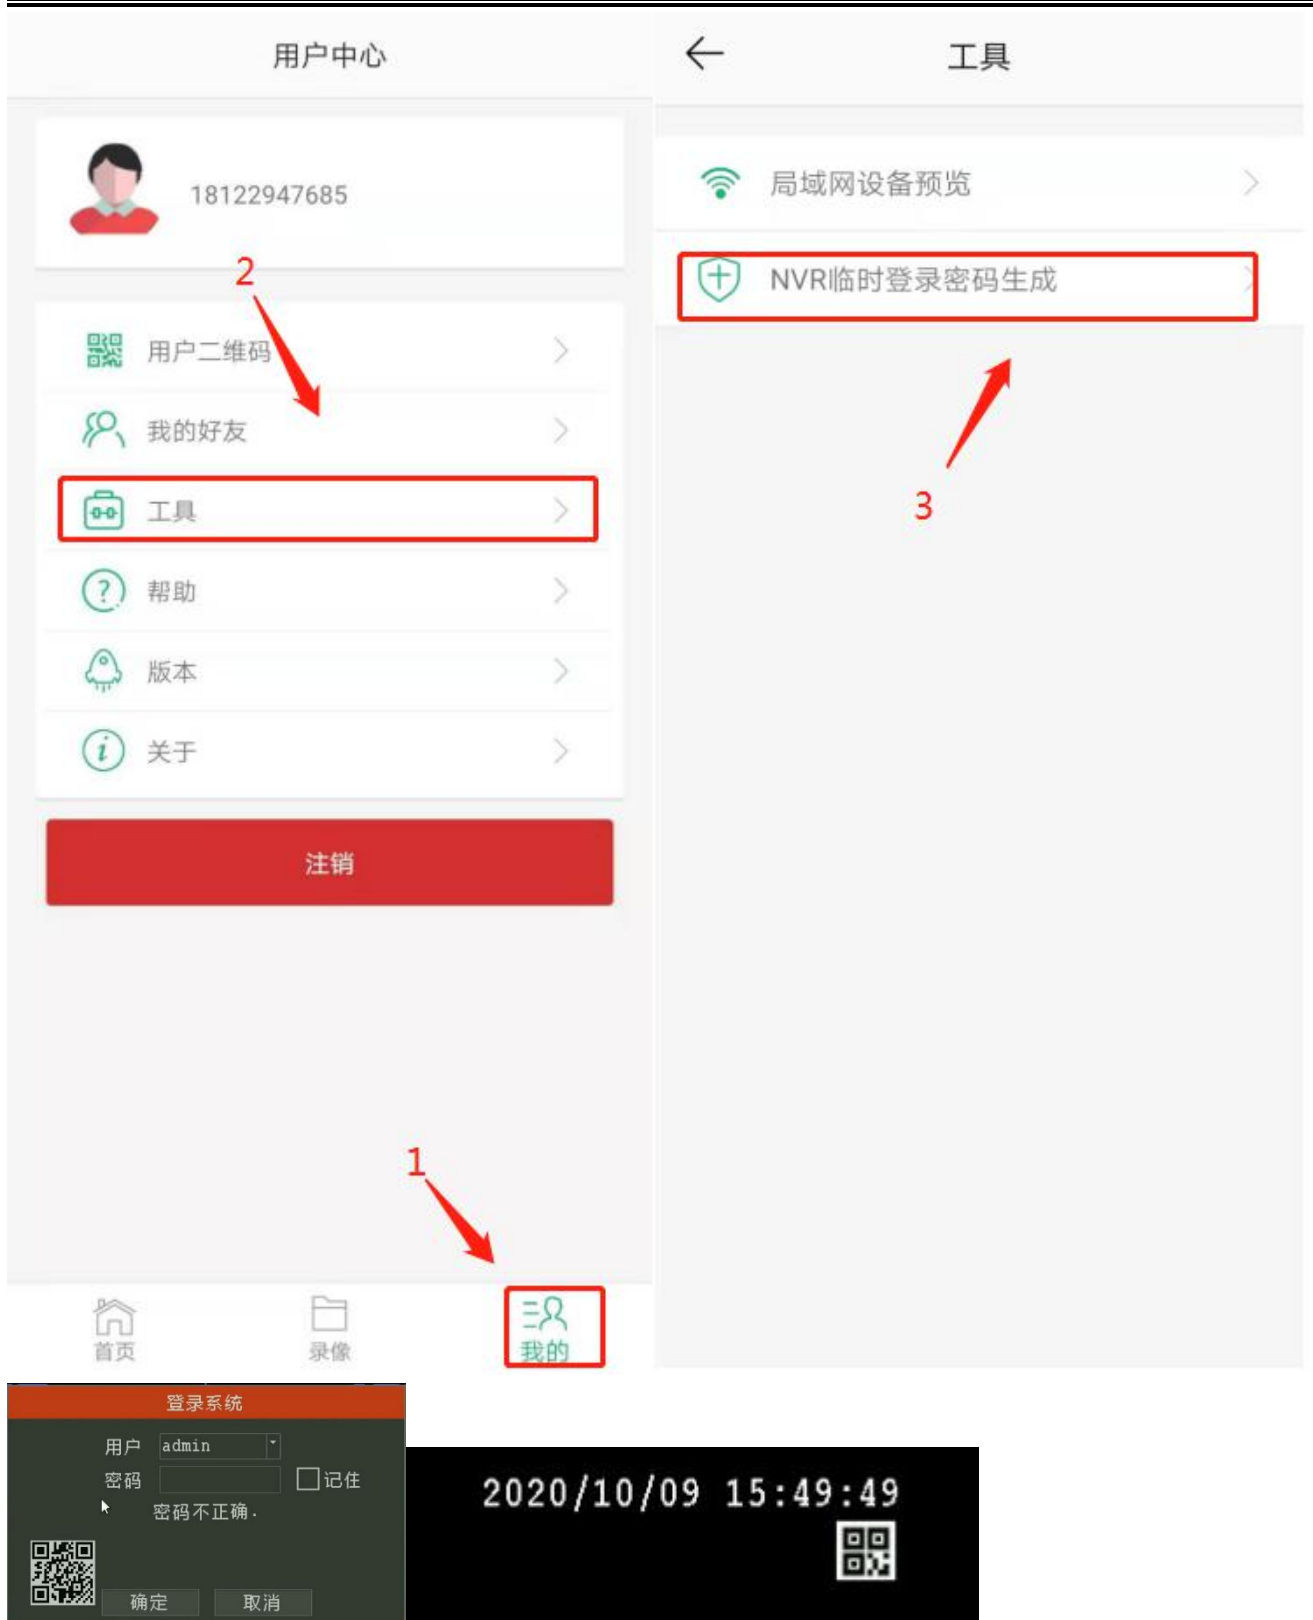 用户中心
18122947685
2
用户二维码
我的好友
工具
帮助
版本
关于
注销
1
首页
录像
我的
工具
局域网设备预览
NVR临时登录密码生成
3
登录系统
用户 admin
密码 记住
密码不正确.
确定 取消
2020/10/09 15:49:49